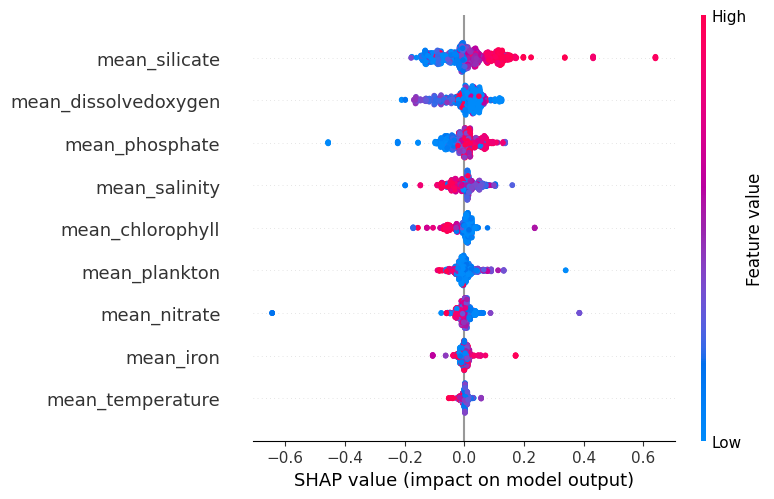 High
mean_silicate
mean_dissolvedoxygen
mean_phosphate
mean_salinity
mean_chlorophyll
mean_plankton
mean_nitrate
mean_iron
mean_temperature
Feature value
Low
−0.6 −0.4 −0.2 0.0 0.2 0.4 0.6
SHAP value (impact on model output)